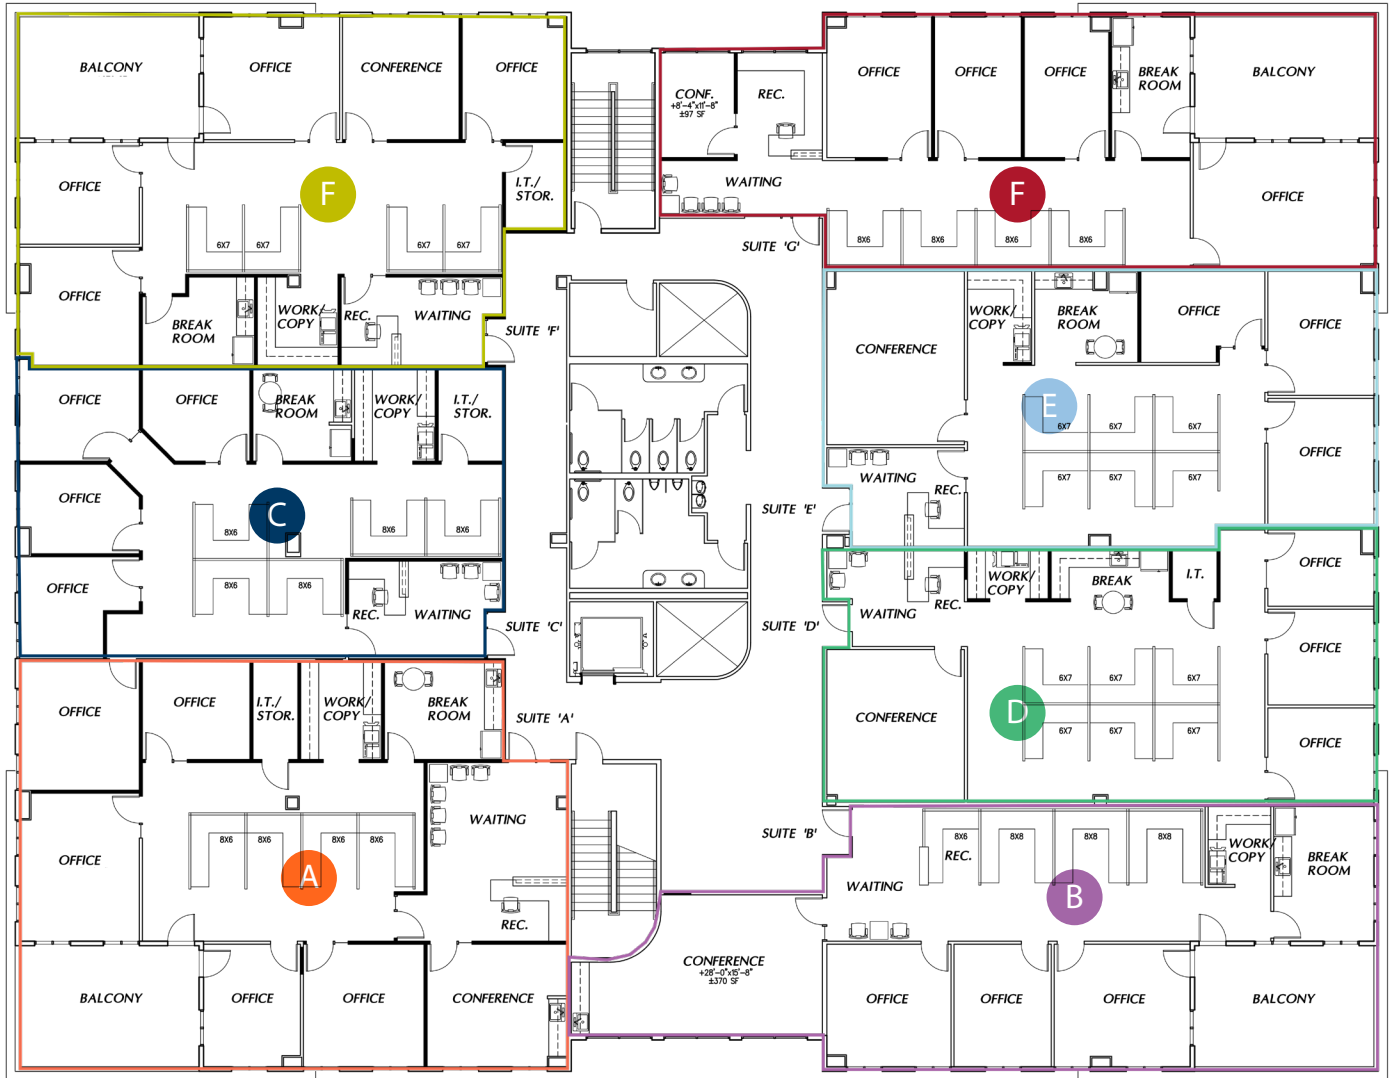 BALCONY
OFFICE
CONFERENCE
OFFICE
OFFICE
I.T./
STOR.
F
6X7
6X7
6X7
6X7
OFFICE
BREAK
ROOM
WORK/
COPY
REC.
WAITING
SUITE 'F'
CONF.
+8'-4"x11'-8"
±97 SF
REC.
OFFICE
OFFICE
OFFICE
BREAK
ROOM
BALCONY
WAITING
F
OFFICE
SUITE 'G'
8X6
8X6
8X6
8X6
CONFERENCE
WORK/
COPY
BREAK
ROOM
OFFICE
OFFICE
E
6X7
6X7
6X7
OFFICE
WAITING
REC.
6X7
6X7
6X7
SUITE 'E'
OFFICE
OFFICE
BREAK
ROOM
WORK/
COPY
I.T./
STOR.
OFFICE
C
8X6
8X6
8X6
OFFICE
8X6
8X6
REC.
WAITING
SUITE 'C'
WAITING
REC.
WORK/
COPY
BREAK
I.T.
OFFICE
SUITE 'D'
OFFICE
6X7
6X7
6X7
CONFERENCE
D
6X7
6X7
6X7
OFFICE
OFFICE
OFFICE
I.T./
STOR.
WORK/
COPY
BREAK
ROOM
SUITE 'A'
WAITING
OFFICE
8X6
8X6
8X6
8X6
A
REC.
BALCONY
OFFICE
OFFICE
CONFERENCE
SUITE 'B'
WAITING
8X6
REC.
8X8
8X8
8X8
WORK/
COPY
BREAK
ROOM
B
CONFERENCE
+28'-0"x15'-8"
±370 SF
OFFICE
OFFICE
OFFICE
BALCONY